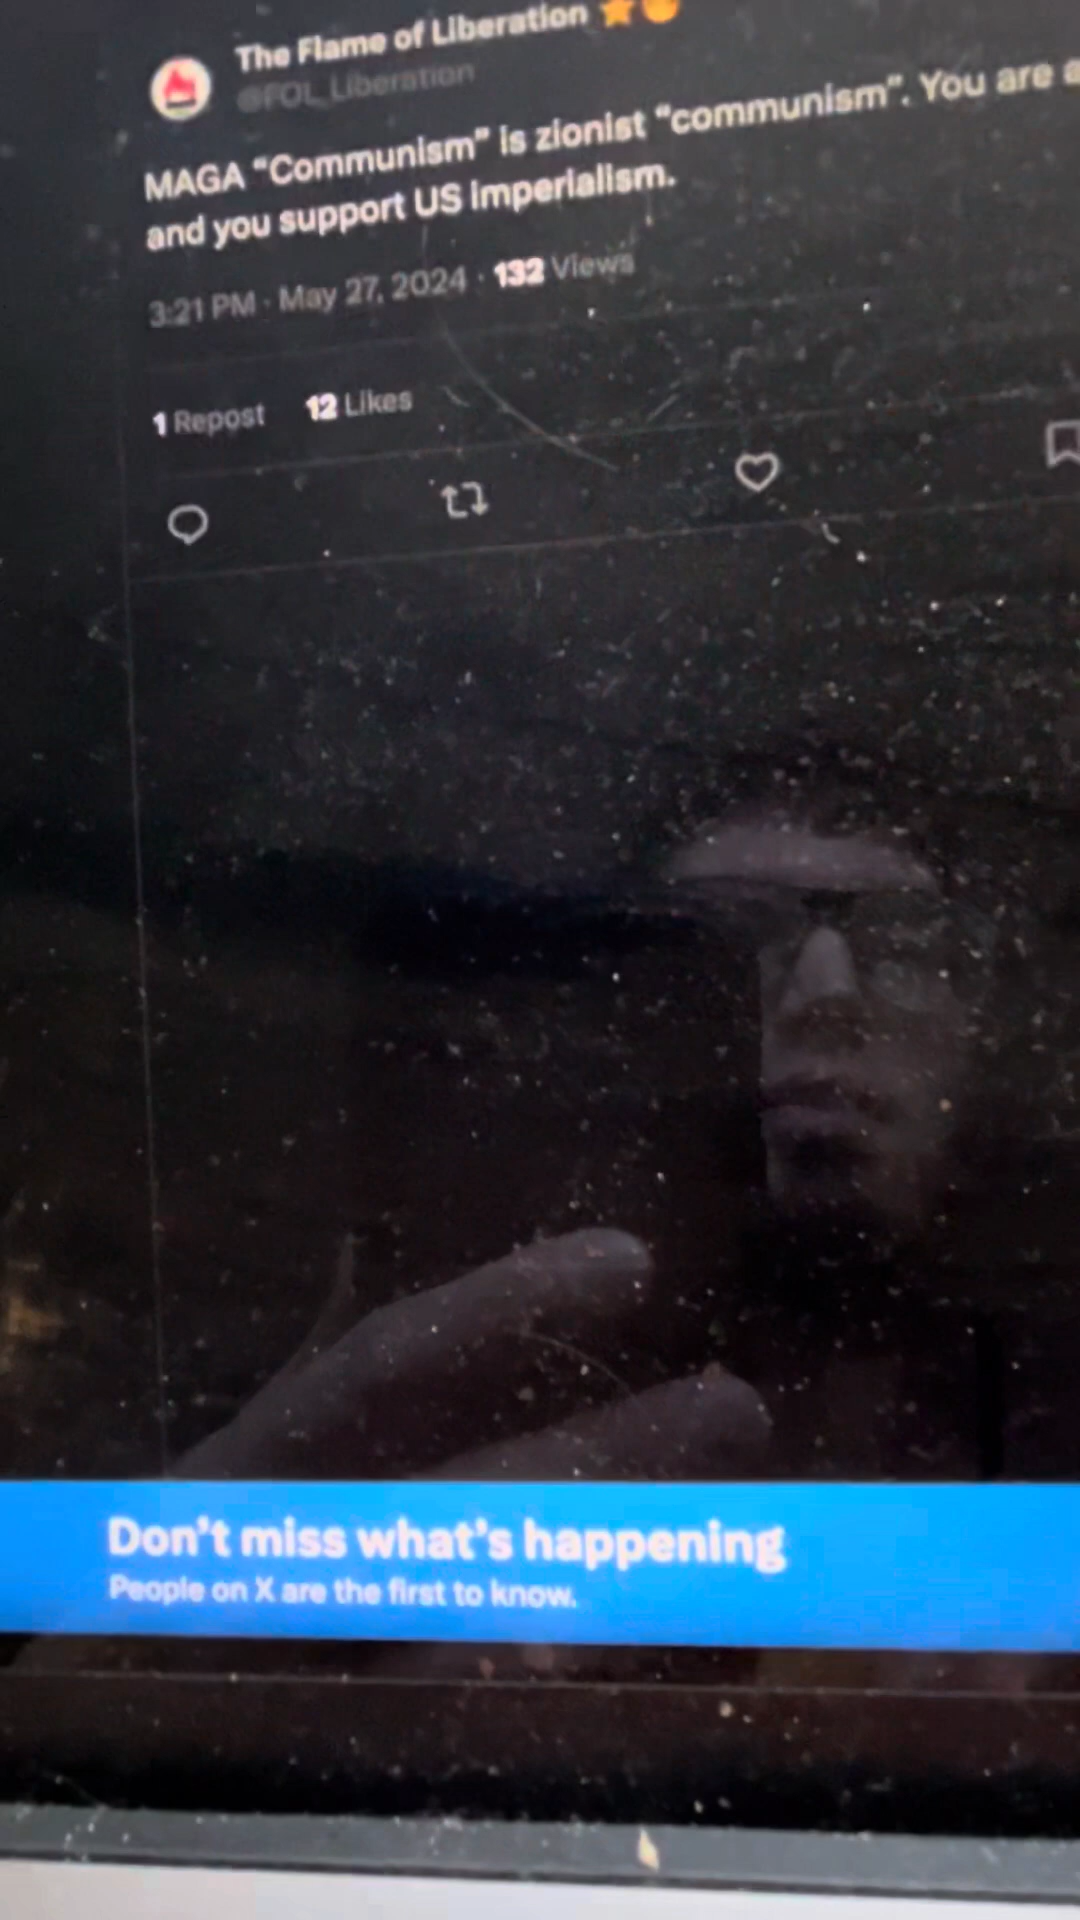 The Flame of Liberation
@FOL_Liberation
MAGA “Communism” is zionist “communism”. You are a
and you support US imperialism.
3:21 PM · May 27, 2024 · 132 Views
1 Repost 12 Likes
Don't miss what's happening
People on X are the first to know.